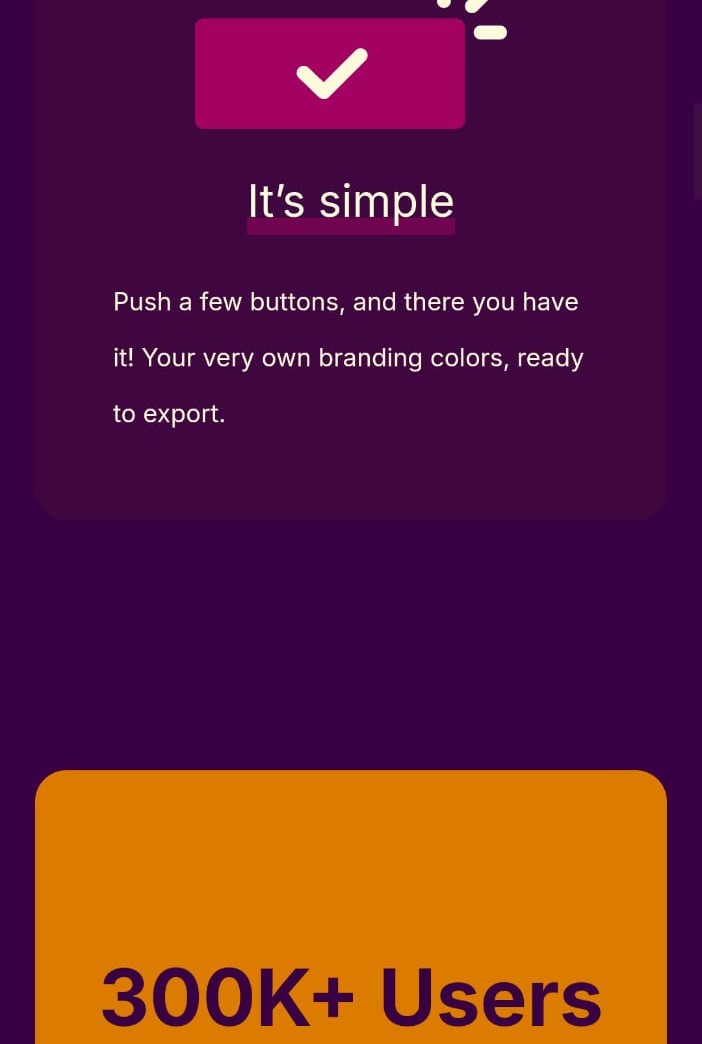 It’s simple
Push a few buttons, and there you have
it! Your very own branding colors, ready
to export.
300K+ Users